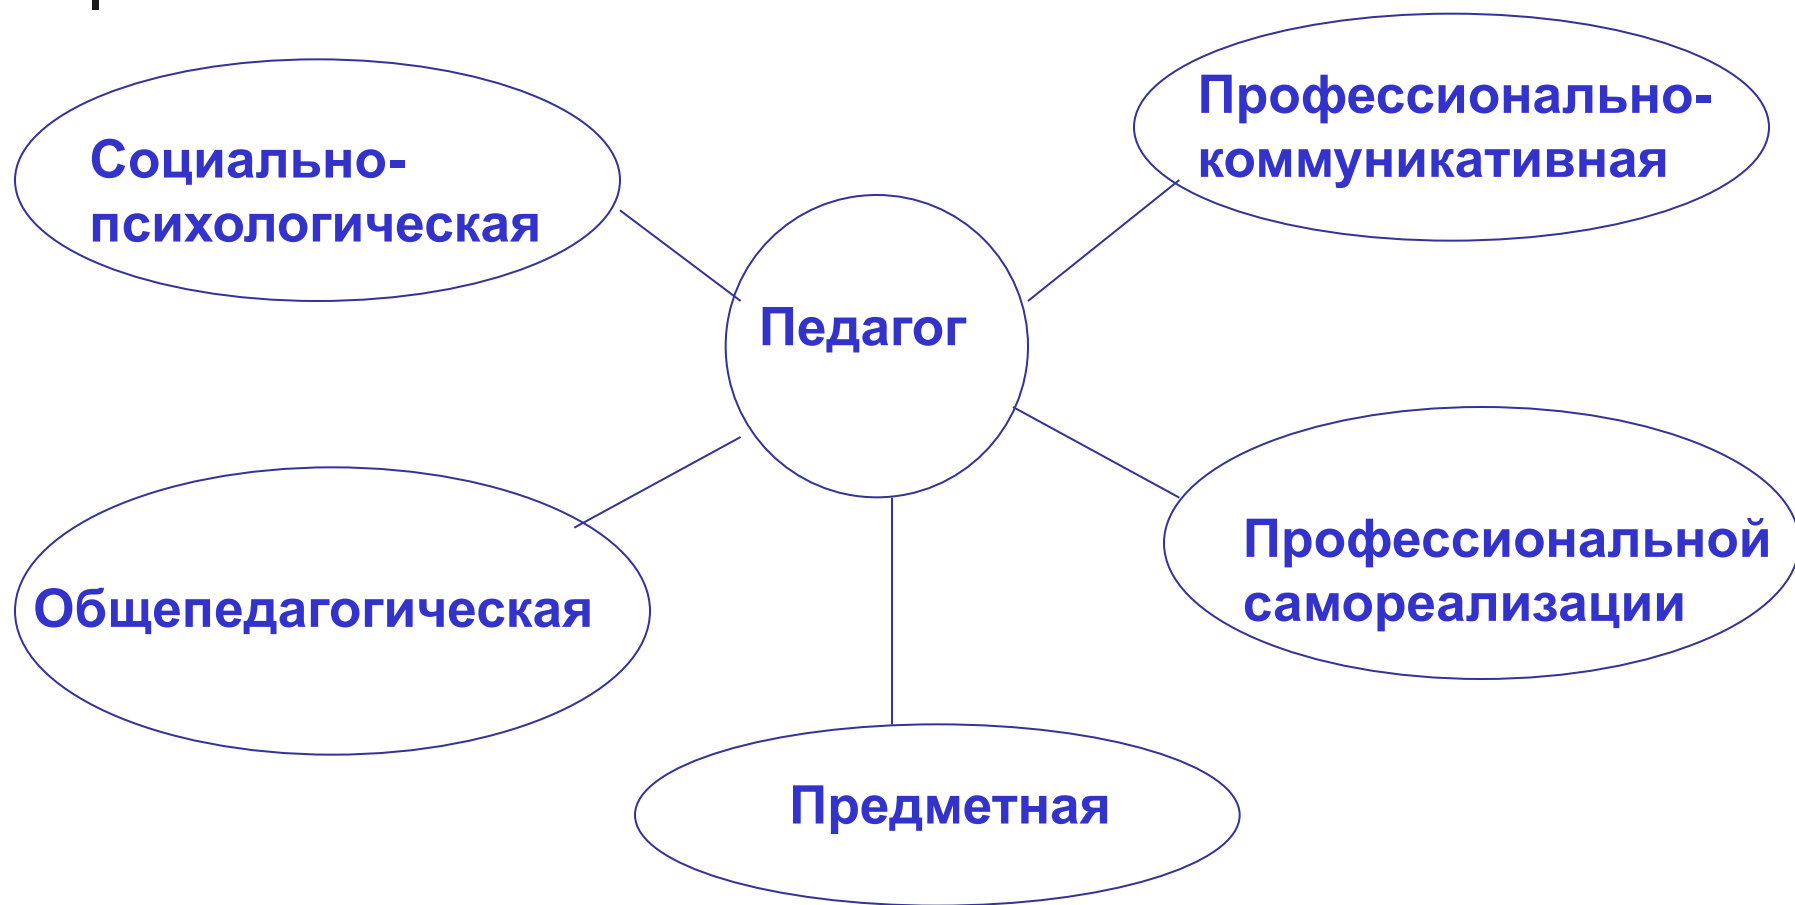 Социально-
психологическая
Профессионально-
коммуникативная
Педагог
Общепедагогическая
Профессиональной
самореализации
Предметная